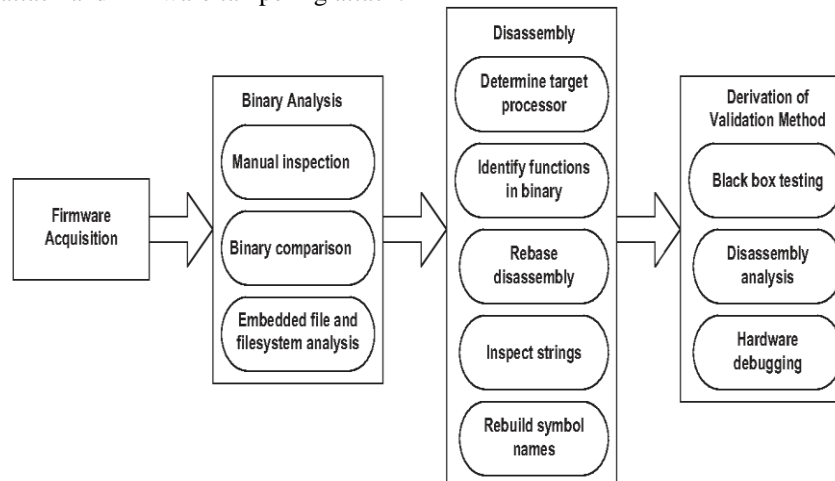 Disassembly
Determine target
processor
Identify functions
in binary
Rebase
disassembly
Inspect strings
Rebuild symbol
names
Binary Analysis
Manual inspection
Binary comparison
Embedded file and
filesystem analysis
Firmware
Acquisition
Derivation of
Validation Method
Black box testing
Disassembly
analysis
Hardware
debugging